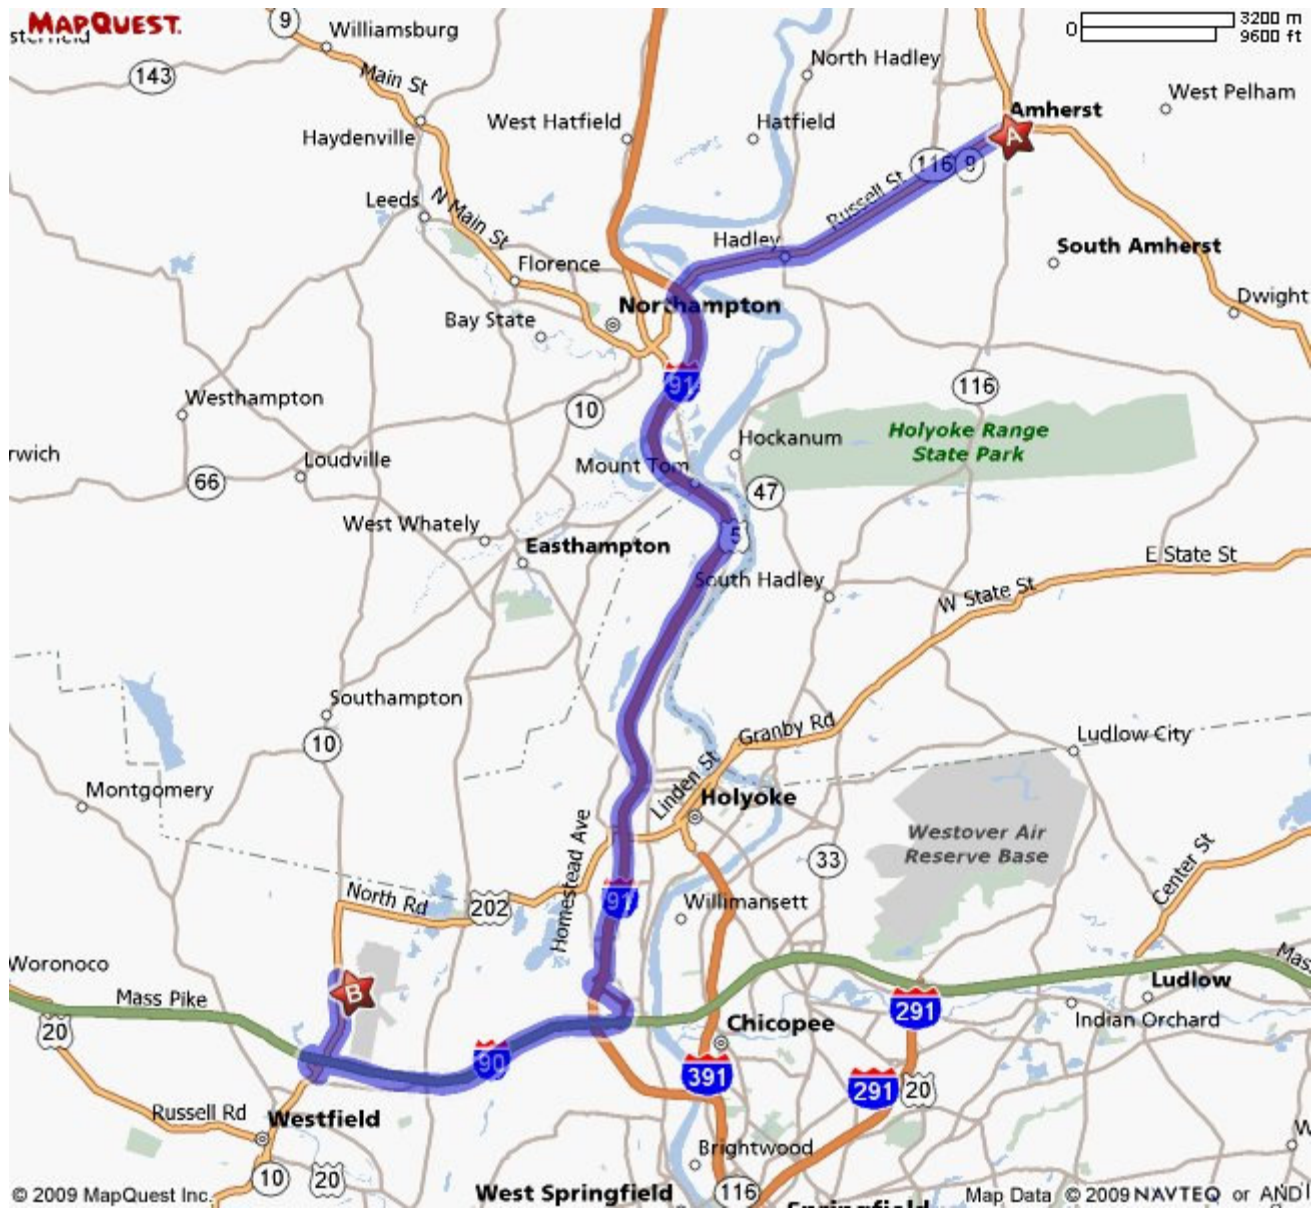 MAPQUEST.
9
Williamsburg
0
3200 m
9600 ft
143
Main St
North Hadley
West Pelham
Haydenville
West Hatfield
Hatfield
Amherst
A
116
9
Russell St
Leeds
N Main St
Hadley
South Amherst
Florence
Northampton
Dwight
Bay State
91
116
Westhampton
10
Hockanum
Holyoke Range
State Park
rwich
Loudville
Mount Tom
66
47
West Whately
5
Easthampton
E State St
South Hadley
W State St
Southampton
10
Granby Rd
Ludlow City
Linden St
Montgomery
Holyoke
Homestead Ave
Westover Air
Reserve Base
33
Center St
North Rd
202
91
Willimansett
Woronoco
Mass Pike
B
Mas
Ludlow
20
291
Indian Orchard
Chicopee
90
391
291
20
Russell Rd
Westfield
Brightwood
W
10
20
West Springfield
116
Springfield
© 2009 MapQuest Inc.
Map Data © 2009 NAVTEQ or AND